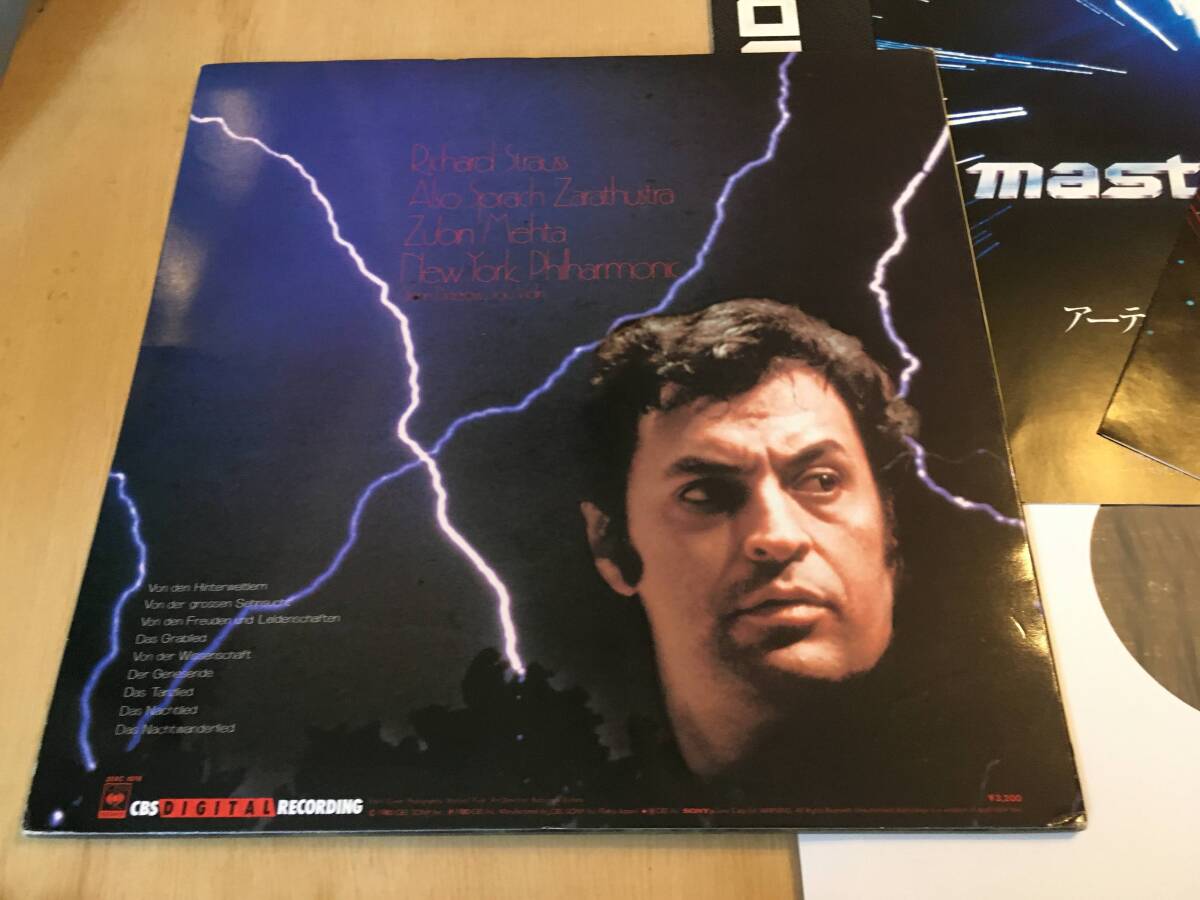 mast
アーテ
Richard Strauss
Also Sprach Zarathustra
Zubin Mehta
New York Philharmonic
Von den Hinterweltlern
Von der grossen Sehnsucht
Von den Freuden und Leidenschaften
Das Grablied
Von der Wissenschaft
Der Genesende
Das Tanzlied
Das Nachtlied
Das Nachtwanderlied
CBS DIGITAL RECORDING
¥3,200